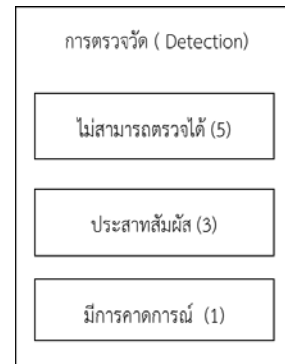 การตรวจวัด ( Detection)
ไม่สามารถตรวจได้ (5)
ประสาทสัมผัส (3)
มีการคาดการณ์  (1)